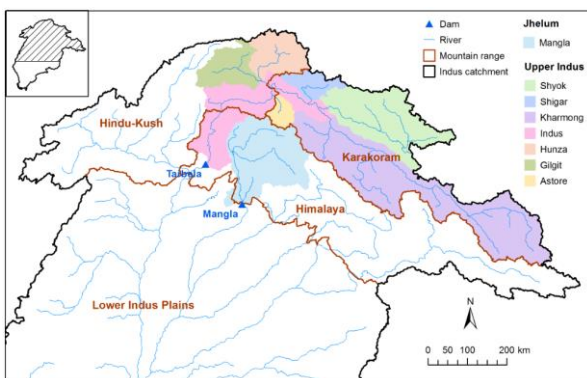 Dam
River
Mountain range
Indus catchment
Jhelum
Mangla
Upper Indus
Shyok
Shigar
Kharmong
Indus
Hunza
Gilgit
Astore
Hindu-Kush
Karakoram
Tarbela
Mangla
Himalaya
Lower Indus Plains
N
0 50 100 200 km